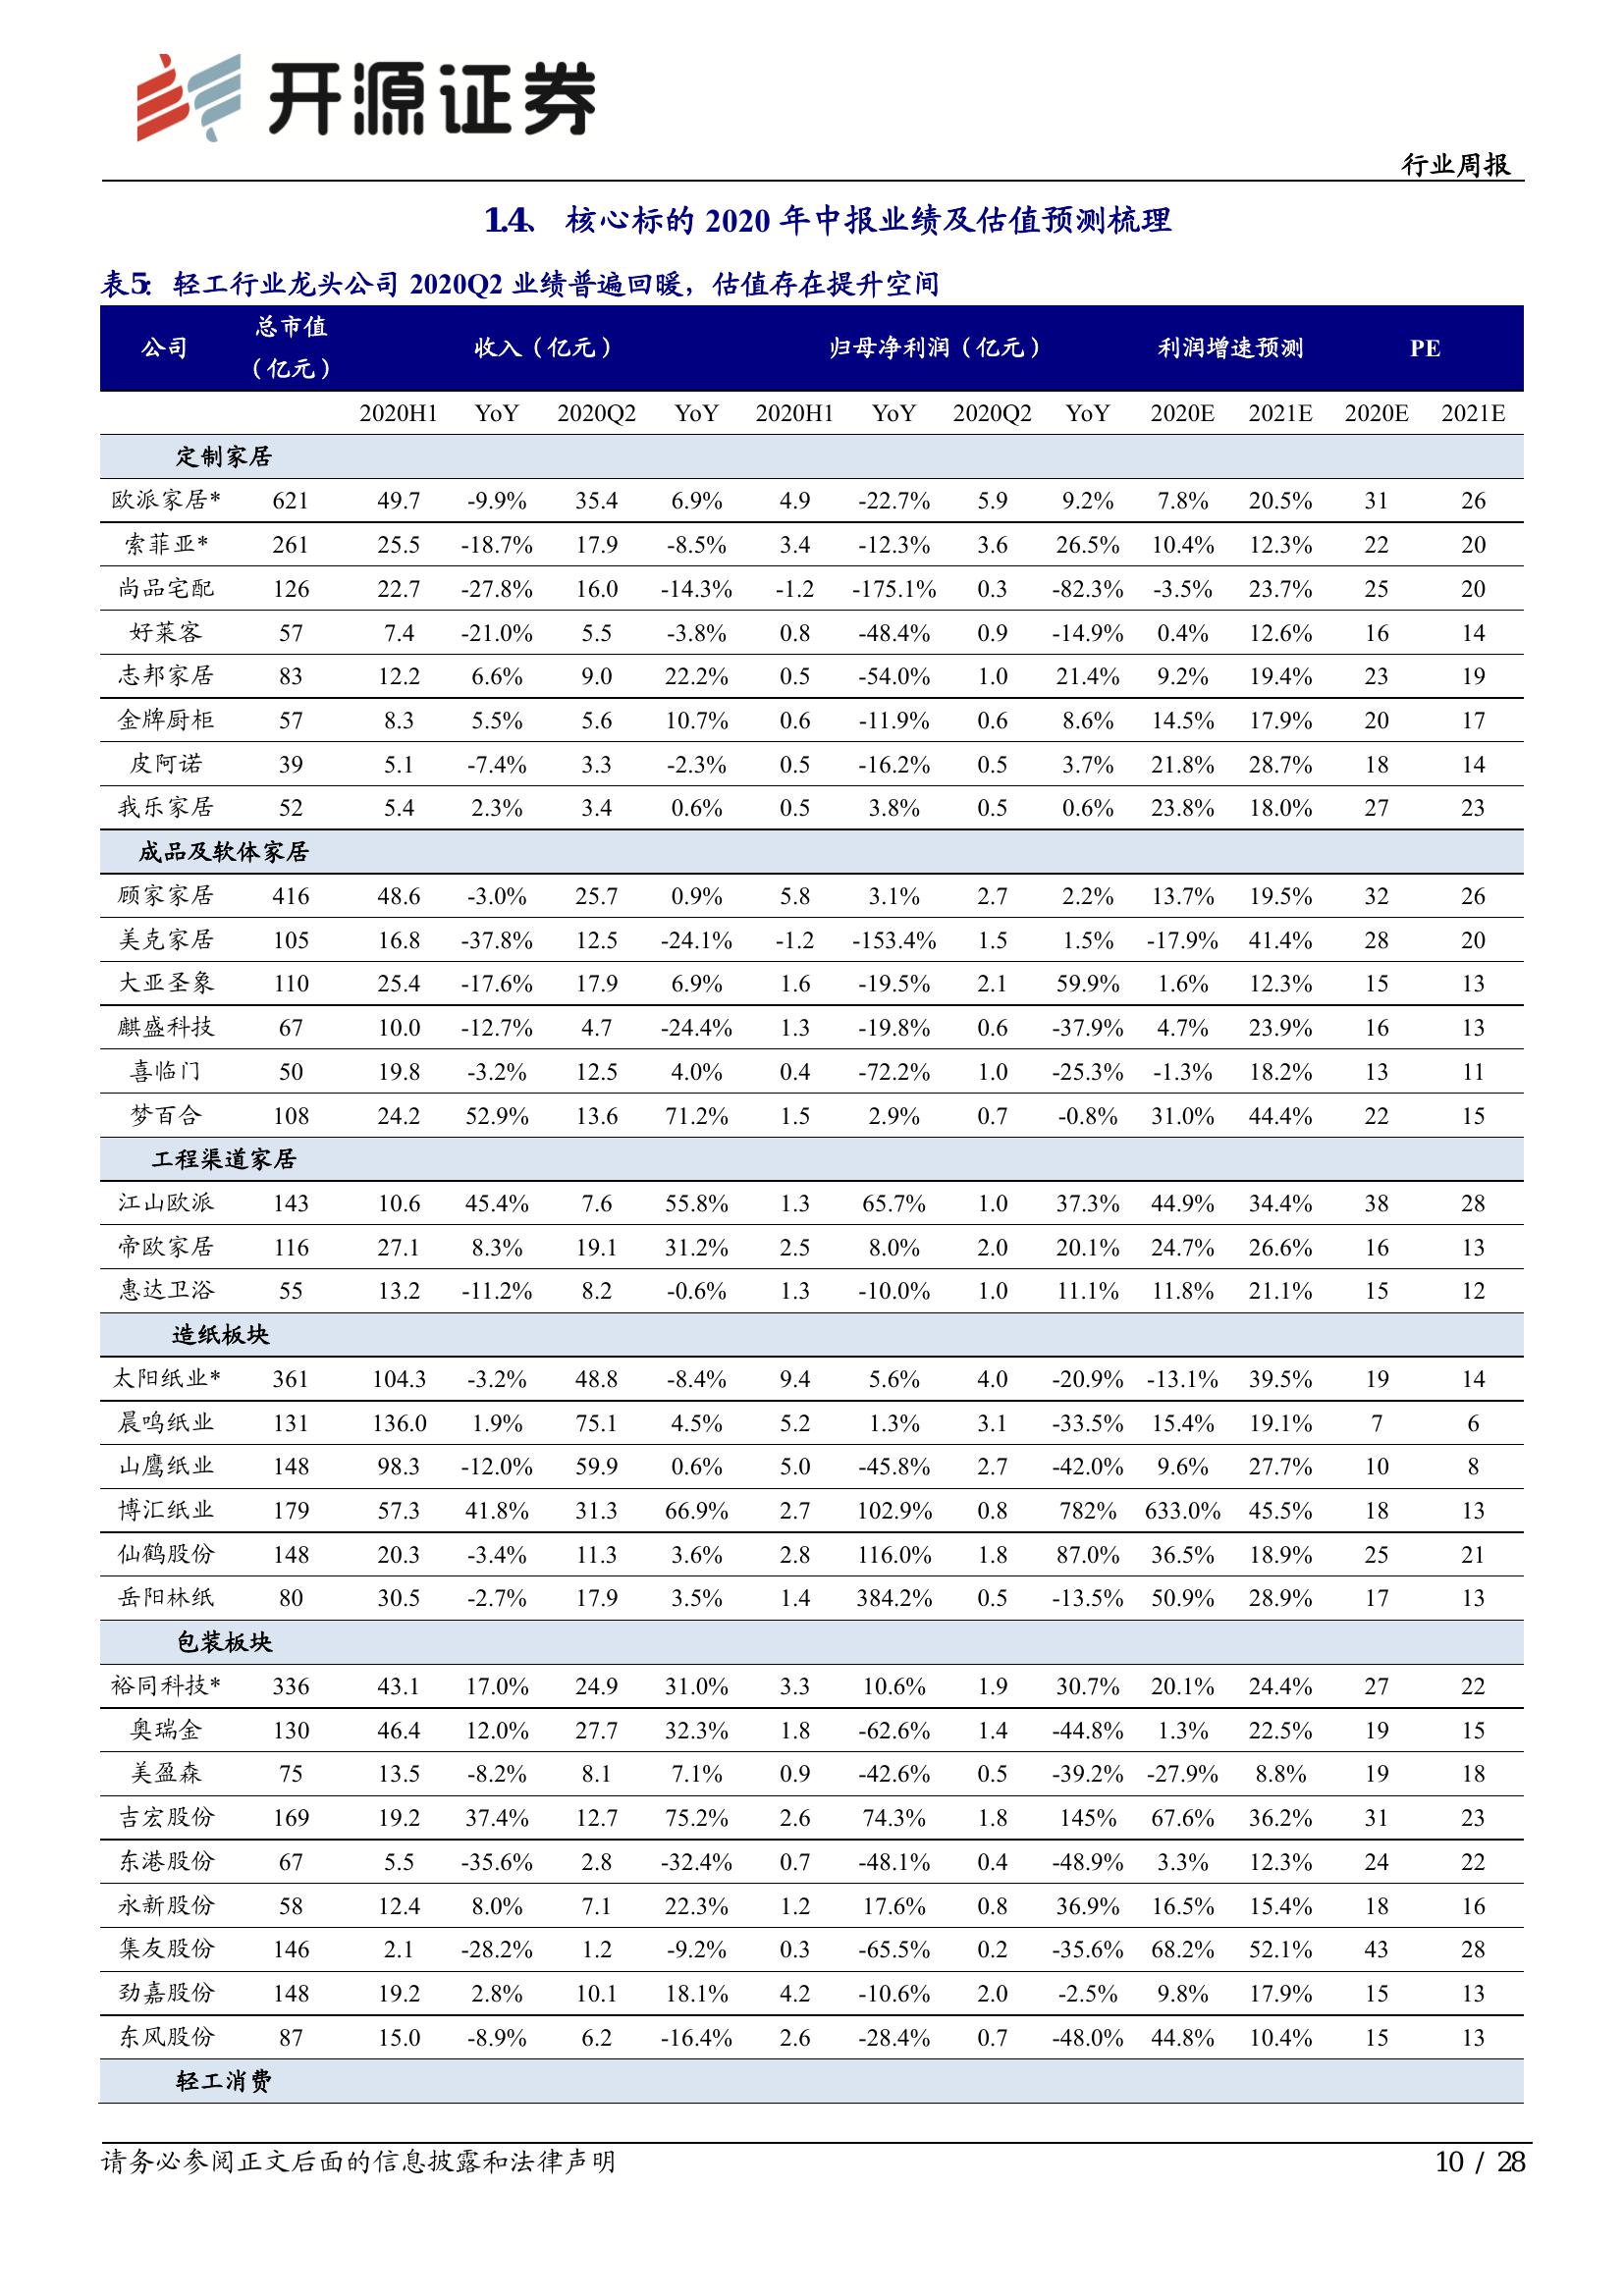 开源证券
行业周报
1.4、 核心标的 2020 年中报业绩及估值预测梳理
表5： 轻工行业龙头公司 2020Q2 业绩普遍回暖，估值存在提升空间
公司 总市值（亿元） 收入（亿元） 归母净利润（亿元） 利润增速预测 PE
2020H1 YoY 2020Q2 YoY 2020H1 YoY 2020Q2 YoY 2020E 2021E 2020E 2021E
定制家居
欧派家居* 621 49.7 -9.9% 35.4 6.9% 4.9 -22.7% 5.9 9.2% 7.8% 20.5% 31 26
索菲亚* 261 25.5 -18.7% 17.9 -8.5% 3.4 -12.3% 3.6 26.5% 10.4% 12.3% 22 20
尚品宅配 126 22.7 -27.8% 16.0 -14.3% -1.2 -175.1% 0.3 -82.3% -3.5% 23.7% 25 20
好莱客 57 7.4 -21.0% 5.5 -3.8% 0.8 -48.4% 0.9 -14.9% 0.4% 12.6% 16 14
志邦家居 83 12.2 6.6% 9.0 22.2% 0.5 -54.0% 1.0 21.4% 9.2% 19.4% 23 19
金牌厨柜 57 8.3 5.5% 5.6 10.7% 0.6 -11.9% 0.6 8.6% 14.5% 17.9% 20 17
皮阿诺 39 5.1 -7.4% 3.3 -2.3% 0.5 -16.2% 0.5 3.7% 21.8% 28.7% 18 14
我乐家居 52 5.4 2.3% 3.4 0.6% 0.5 3.8% 0.5 0.6% 23.8% 18.0% 27 23
成品及软体家居
顾家家居 416 48.6 -3.0% 25.7 0.9% 5.8 3.1% 2.7 2.2% 13.7% 19.5% 32 26
美克家居 105 16.8 -37.8% 12.5 -24.1% -1.2 -153.4% 1.5 1.5% -17.9% 41.4% 28 20
大亚圣象 110 25.4 -17.6% 17.9 6.9% 1.6 -19.5% 2.1 59.9% 1.6% 12.3% 15 13
麒盛科技 67 10.0 -12.7% 4.7 -24.4% 1.3 -19.8% 0.6 -37.9% 4.7% 23.9% 16 13
喜临门 50 19.8 -3.2% 12.5 4.0% 0.4 -72.2% 1.0 -25.3% -1.3% 18.2% 13 11
梦百合 108 24.2 52.9% 13.6 71.2% 1.5 2.9% 0.7 -0.8% 31.0% 44.4% 22 15
工程渠道家居
江山欧派 143 10.6 45.4% 7.6 55.8% 1.3 65.7% 1.0 37.3% 44.9% 34.4% 38 28
帝欧家居 116 27.1 8.3% 19.1 31.2% 2.5 8.0% 2.0 20.1% 24.7% 26.6% 16 13
惠达卫浴 55 13.2 -11.2% 8.2 -0.6% 1.3 -10.0% 1.0 11.1% 11.8% 21.1% 15 12
造纸板块
太阳纸业* 361 104.3 -3.2% 48.8 -8.4% 9.4 5.6% 4.0 -20.9% -13.1% 39.5% 19 14
晨鸣纸业 131 136.0 1.9% 75.1 4.5% 5.2 1.3% 3.1 -33.5% 15.4% 19.1% 7 6
山鹰纸业 148 98.3 -12.0% 59.9 0.6% 5.0 -45.8% 2.7 -42.0% 9.6% 27.7% 10 8
博汇纸业 179 57.3 41.8% 31.3 66.9% 2.7 102.9% 0.8 782% 633.0% 45.5% 18 13
仙鹤股份 148 20.3 -3.4% 11.3 3.6% 2.8 116.0% 1.8 87.0% 36.5% 18.9% 25 21
岳阳林纸 80 30.5 -2.7% 17.9 3.5% 1.4 384.2% 0.5 -13.5% 50.9% 28.9% 17 13
包装板块
裕同科技* 336 43.1 17.0% 24.9 31.0% 3.3 10.6% 1.9 30.7% 20.1% 24.4% 27 22
奥瑞金 130 46.4 12.0% 27.7 32.3% 1.8 -62.6% 1.4 -44.8% 1.3% 22.5% 19 15
美盈森 75 13.5 -8.2% 8.1 7.1% 0.9 -42.6% 0.5 -39.2% -27.9% 8.8% 19 18
吉宏股份 169 19.2 37.4% 12.7 75.2% 2.6 74.3% 1.8 145% 67.6% 36.2% 31 23
东港股份 67 5.5 -35.6% 2.8 -32.4% 0.7 -48.1% 0.4 -48.9% 3.3% 12.3% 24 22
永新股份 58 12.4 8.0% 7.1 22.3% 1.2 17.6% 0.8 36.9% 16.5% 15.4% 18 16
集友股份 146 2.1 -28.2% 1.2 -9.2% 0.3 -65.5% 0.2 -35.6% 68.2% 52.1% 43 28
劲嘉股份 148 19.2 2.8% 10.1 18.1% 4.2 -10.6% 2.0 -2.5% 9.8% 17.9% 15 13
东风股份 87 15.0 -8.9% 6.2 -16.4% 2.6 -28.4% 0.7 -48.0% 44.8% 10.4% 15 13
轻工消费
请务必参阅正文后面的信息披露和法律声明 10 / 28